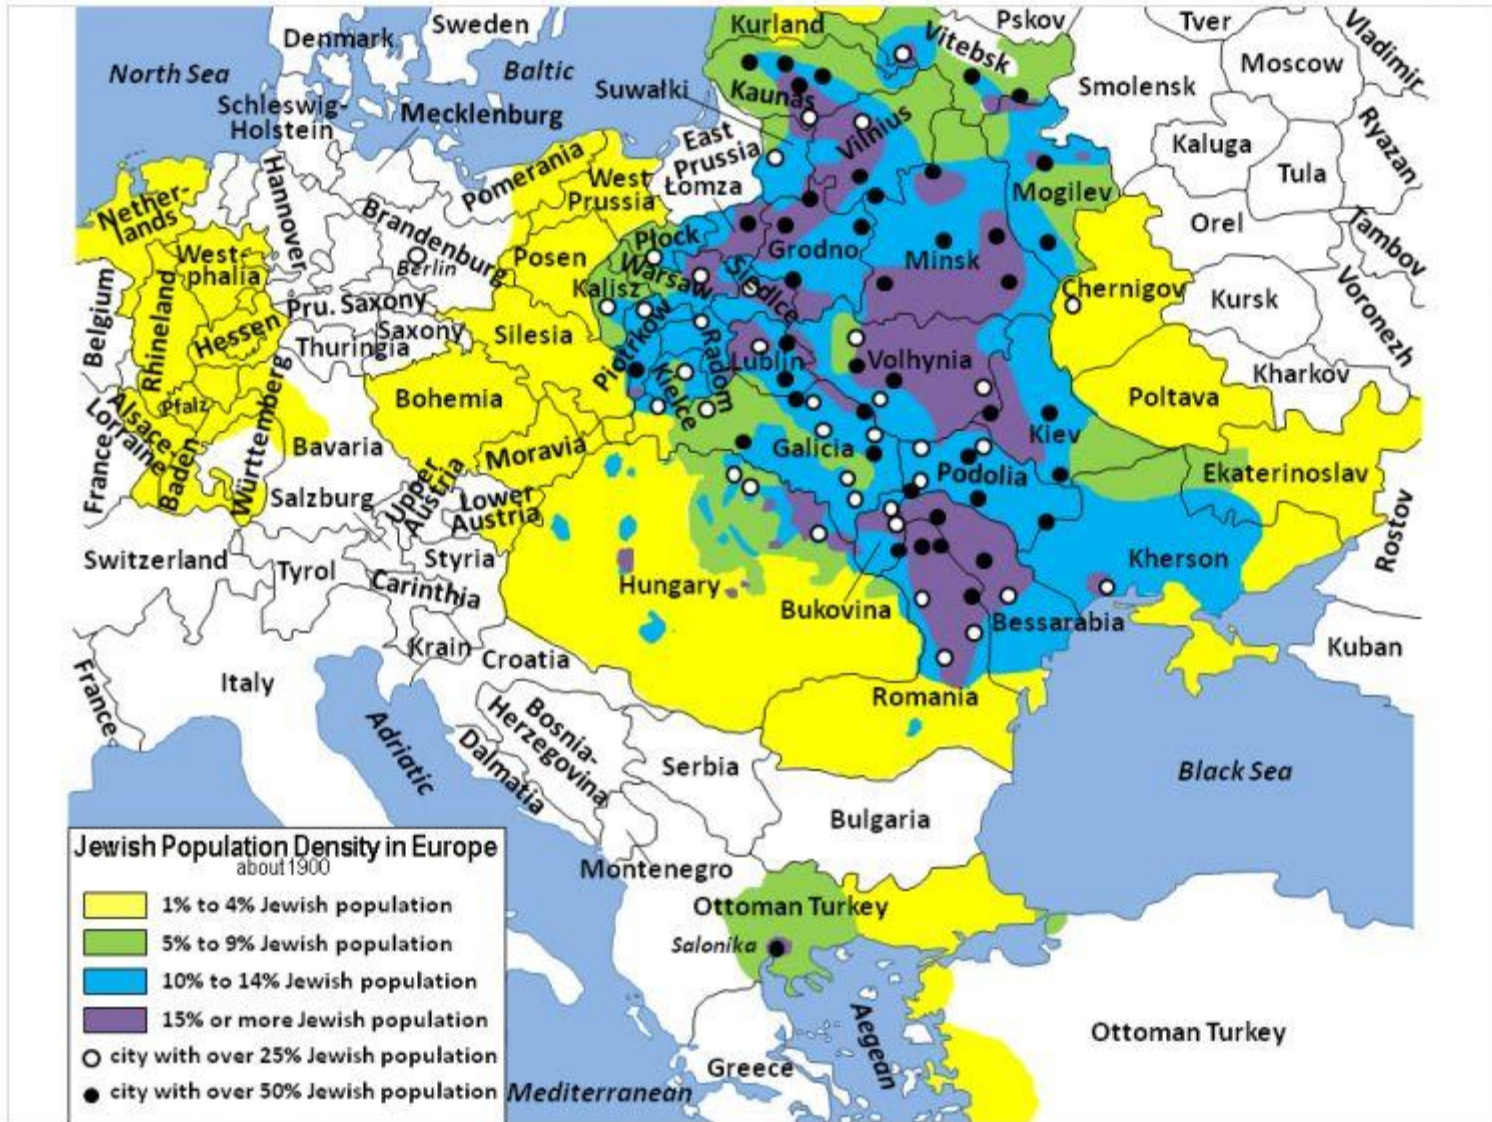 Denmark
Sweden
Kurland
Vitebsk
Pskov
Tver
Vladimir
Moscow
North Sea
Baltic
Suwałki
Kaunas
Smolensk
Schleswig-
Holstein
Mecklenburg
Vilnius
Kaluga
Ryazan
East
Prussia
Tula
Hannover
Pomerania
West
Prussia
Łomza
Mogilev
Nether-
lands
Brandenburg
Berlin
Orel
Tambov
West-
phalia
Posen
Płock
Warsaw
Siedlce
Grodno
Minsk
Kalisz
Chernigov
Kursk
Voronezh
Belgium
Rhineland
Hessen
Pru. Saxony
Saxony
Thuringia
Silesia
Piotrków
Radom
Lublin
Volhynia
Kharkov
Pfalz
Württemberg
Bohemia
Kielce
Poltava
Alsace
Lorraine
Baden
Bavaria
Moravia
Galicia
Kiev
France
Salzburg
Upper
Austria
Lower
Austria
Podolia
Ekaterinoslav
Rostov
Switzerland
Tyrol
Styria
Carinthia
Hungary
Bukovina
Kherson
Bessarabia
Krain
Croatia
Kuban
France
Italy
Romania
Adriatic
Bosnia-
Herzegovina
Dalmatia
Serbia
Black Sea
Bulgaria
Montenegro
Ottoman Turkey
Salonika
Aegean
Ottoman Turkey
Greece
Mediterranean
Jewish Population Density in Europe
about 1900
1% to 4% Jewish population
5% to 9% Jewish population
10% to 14% Jewish population
15% or more Jewish population
city with over 25% Jewish population
city with over 50% Jewish population